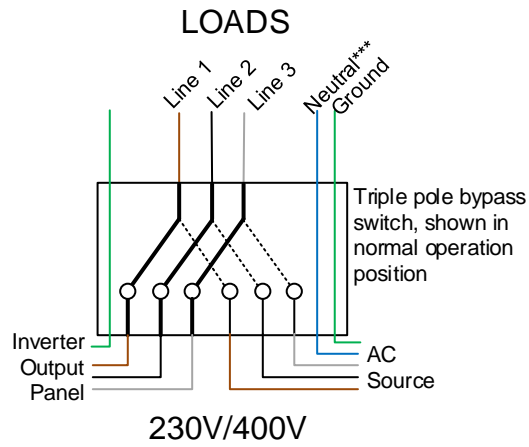 LOADS
Line 1
Line 2
Line 3
Neutral***
Ground
Triple pole bypass
switch, shown in
normal operation
position
Inverter
Output
Panel
AC
Source
230V/400V